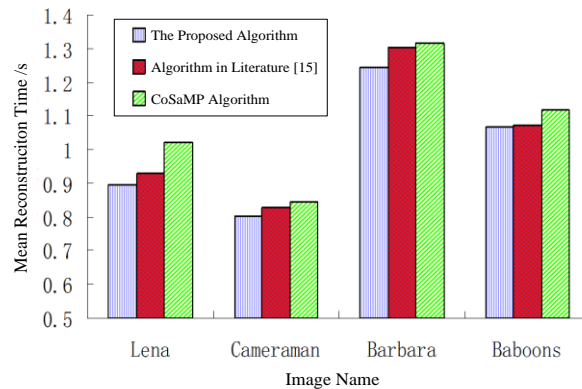 1.4
1.3
1.2
1.1
1
0.9
0.8
0.7
0.6
0.5
Mean Reconstruciton Time /s
The Proposed Algorithm
Algorithm in Literature [15]
CoSaMP Algorithm
Lena Cameraman Barbara Baboons
Image Name